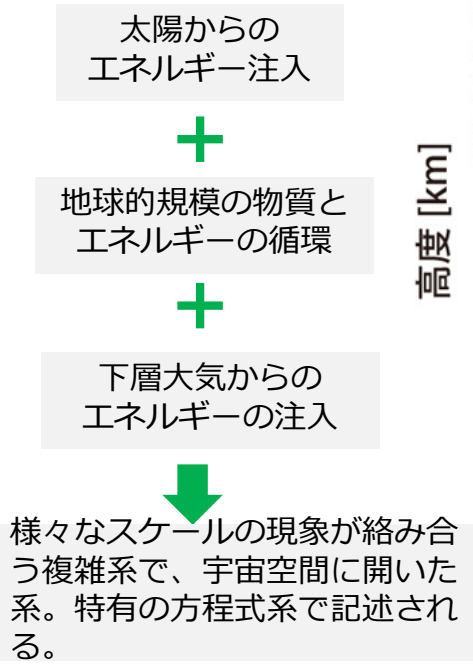 太陽からの
エネルギー注入
+
地球的規模の物質と
エネルギーの循環
+
下層大気からの
エネルギーの注入
様々なスケールの現象が絡み合
う複雑系で、宇宙空間に開いた
系。特有の方程式系で記述され
る。
高度 [km]